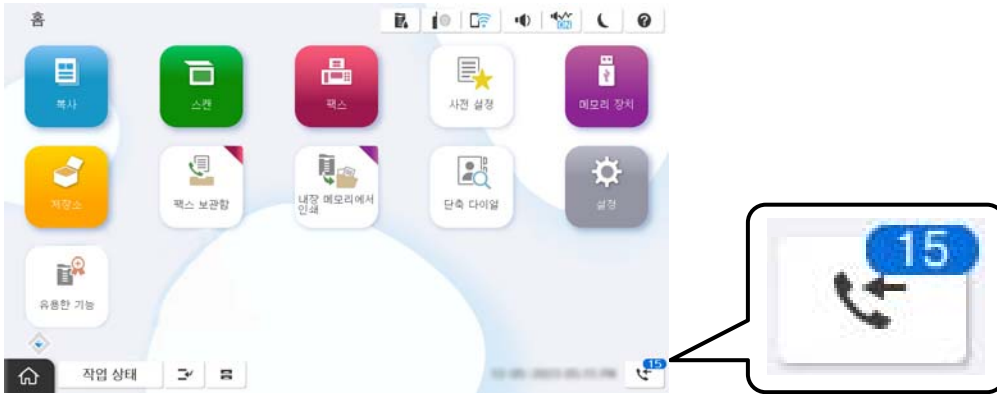 홈
복사
스캔
팩스
사전 설정
메모리 장치
저장소
팩스 보관함
내장 메모리에서
인쇄
단축 다이얼
설정
유용한 기능
작업 상태
15
15